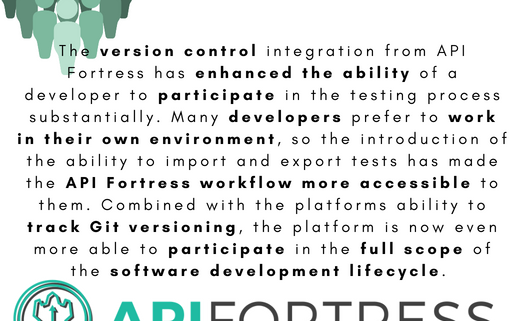 The version control integration from API
Fortress has enhanced the ability of a
developer to participate in the testing process
substantially. Many developers prefer to work
in their own environment, so the introduction of
the ability to import and export tests has made
the API Fortress workflow more accessible to
them. Combined with the platforms ability to
track Git versioning, the platform is now even
more able to participate in the full scope of
the software development lifecycle.
APIFORTRESS